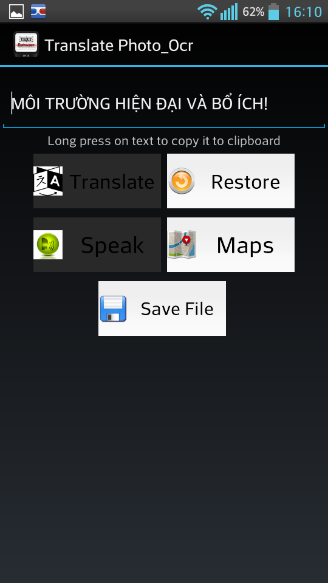 62% 16:10
Translate Photo_Ocr
MÔI TRƯỜNG HIỆN ĐẠI VÀ BỔ ÍCH!
Long press on text to copy it to clipboard
Translate Restore
Speak Maps
Save File